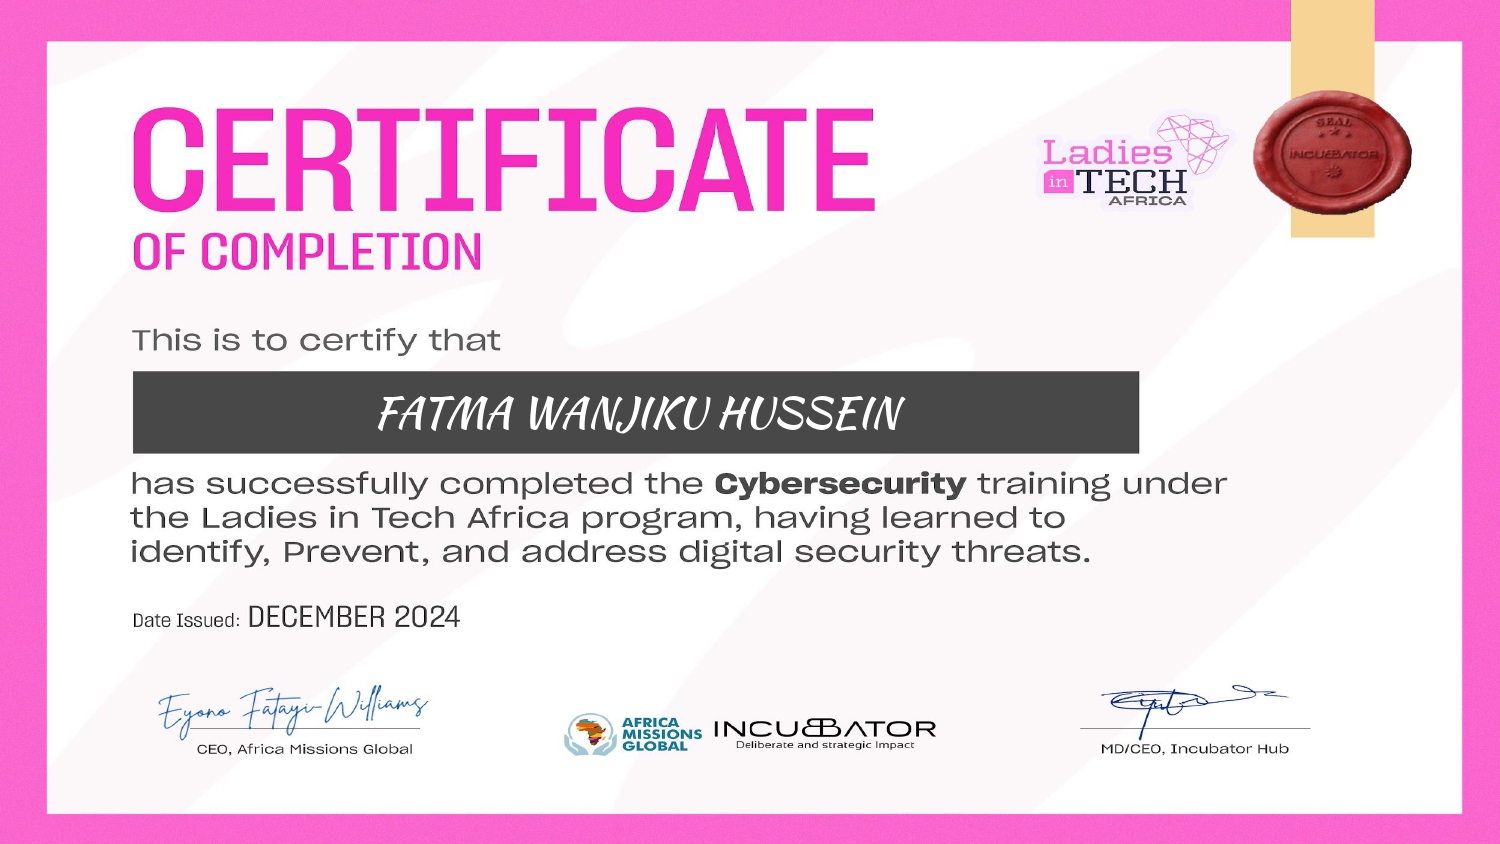 CERTIFICATE
OF COMPLETION
Ladies
in TECH
AFRICA
SEAL
INCUBATOR
This is to certify that
FATMA WANJIKU HUSSEIN
has successfully completed the Cybersecurity training under
the Ladies in Tech Africa program, having learned to
identify, Prevent, and address digital security threats.
Date Issued: DECEMBER 2024
Eyono Fatayi-Williams
CEO, Africa Missions Global
AFRICA
MISSIONS
GLOBAL
INCUBATOR
Deliberate and strategic Impact
MD/CEO, Incubator Hub